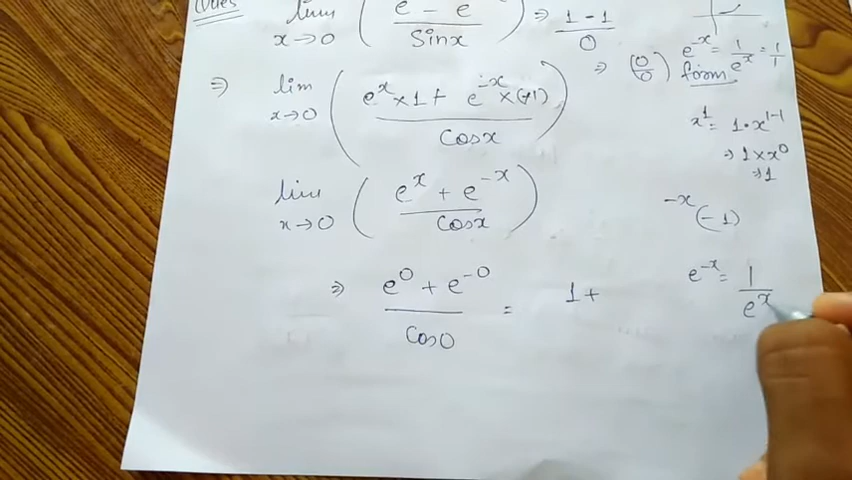 Ques lim x→0 ( e - e / Sinx ) ⇒ 1-1 / 0
⇒ (0/0) form
e^-x = 1/e^x = 1/1
⇒ lim x→0 ( e^x × 1 + e^-x × (+1) / Cosx )
x^1 = 1·x^1-1
⇒ 1 × x^0
⇒ 1
lim x→0 ( e^x + e^-x / Cosx )
-x (-1)
⇒ e^0 + e^-0 / Cos0 = 1 +
e^-x = 1 / e^x